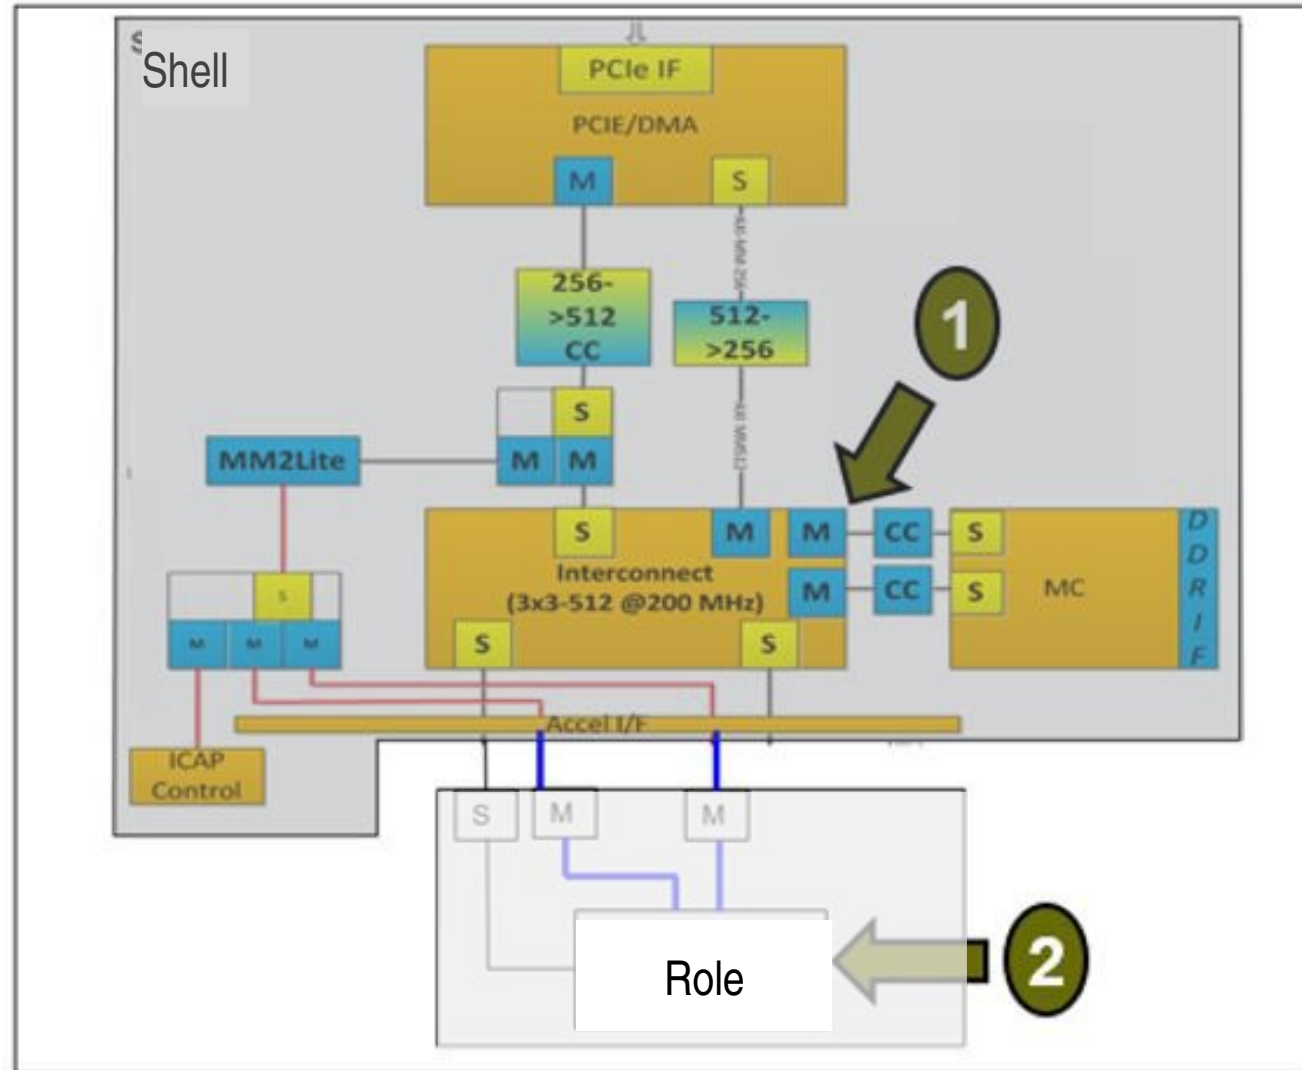 Shell
PCIe IF
PCIE/DMA
M
S
256-
>512
CC
512-
>256
1
S
M
M
MM2Lite
S
M
M
CC
S
Interconnect
(3x3-512 @200 MHz)
M
CC
S
MC
D
D
R
I
F
S
S
S
M
M
M
Accel I/F
ICAP
Control
S
M
M
Role
2